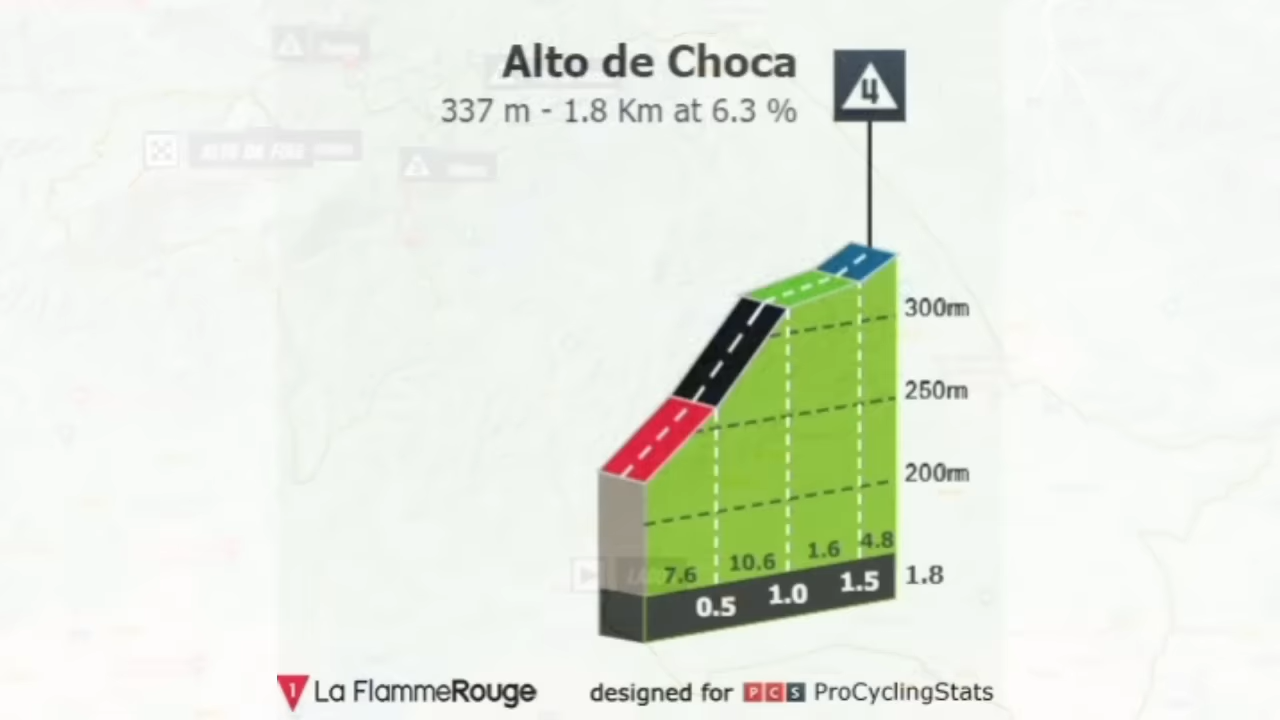 Alto de Choca
4
337 m - 1.8 Km at 6.3 %
300m
250m
200m
7.6 10.6 1.6 4.8
0.5 1.0 1.5 1.8
1 La FlammeRouge designed for PCS ProCyclingStats